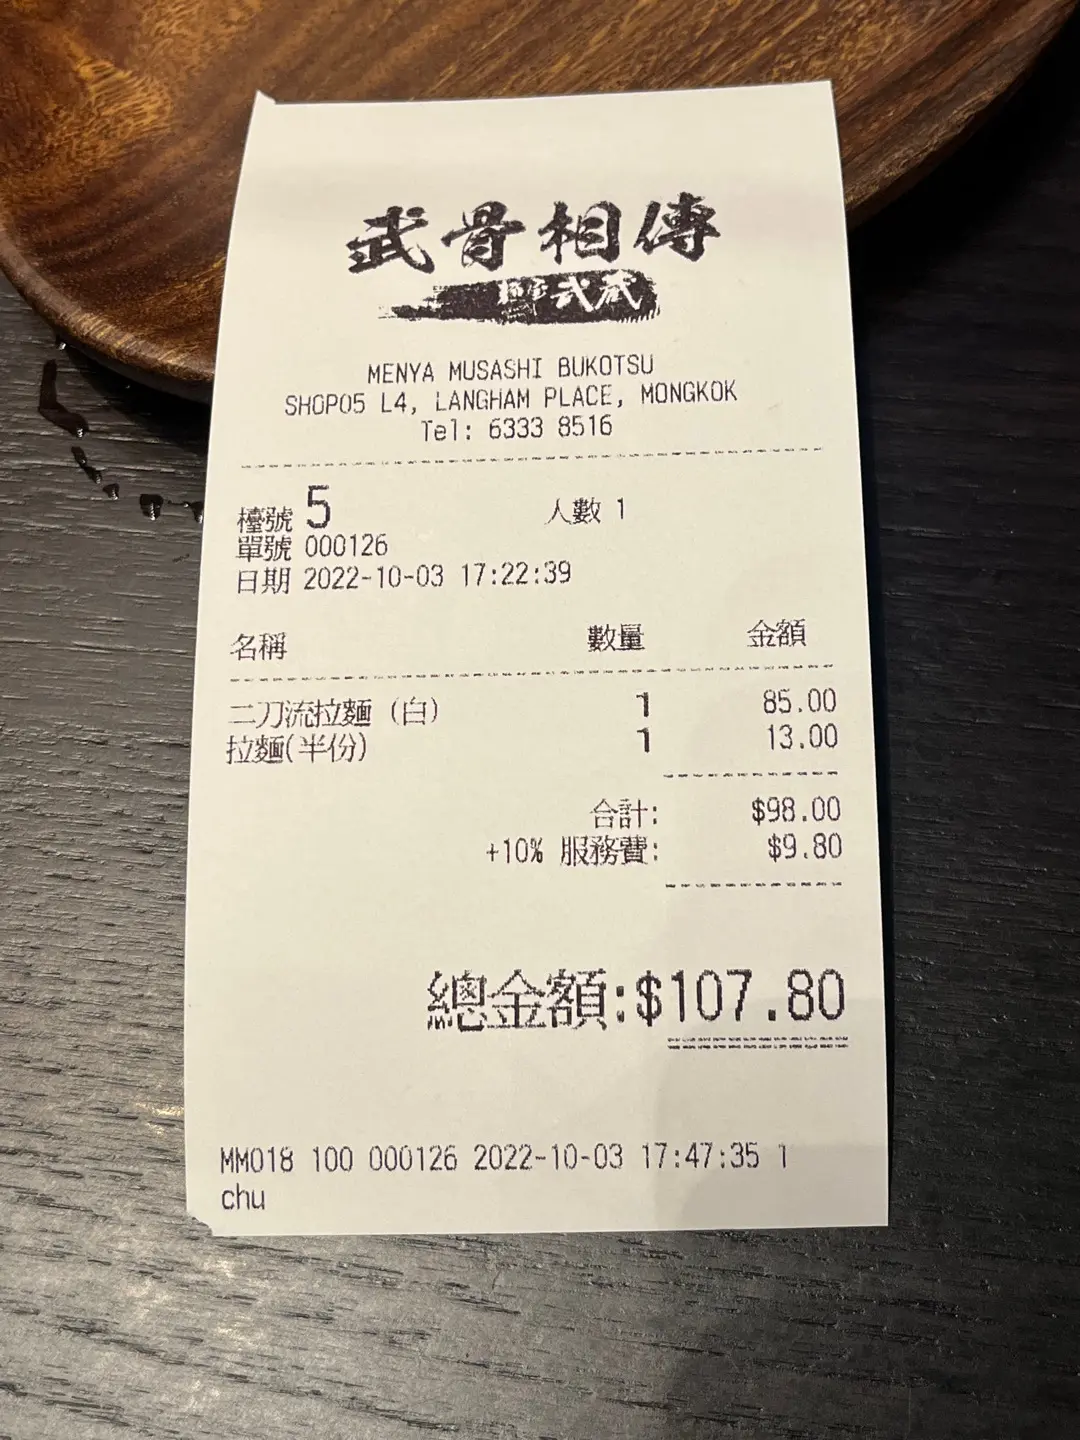 武骨相傳
麺家武蔵
MENYA MUSASHI BUKOTSU
SHOP05 L4, LANGHAM PLACE, MONGKOK
Tel: 6333 8516
檯號 5 人數 1
單號 000126
日期 2022-10-03 17:22:39
名稱 數量 金額
二刀流拉麵 (白) 1 85.00
拉麵(半份) 1 13.00
合計: $98.00
+10% 服務費: $9.80
總金額:$107.80
MM018 100 000126 2022-10-03 17:47:35 1
chu